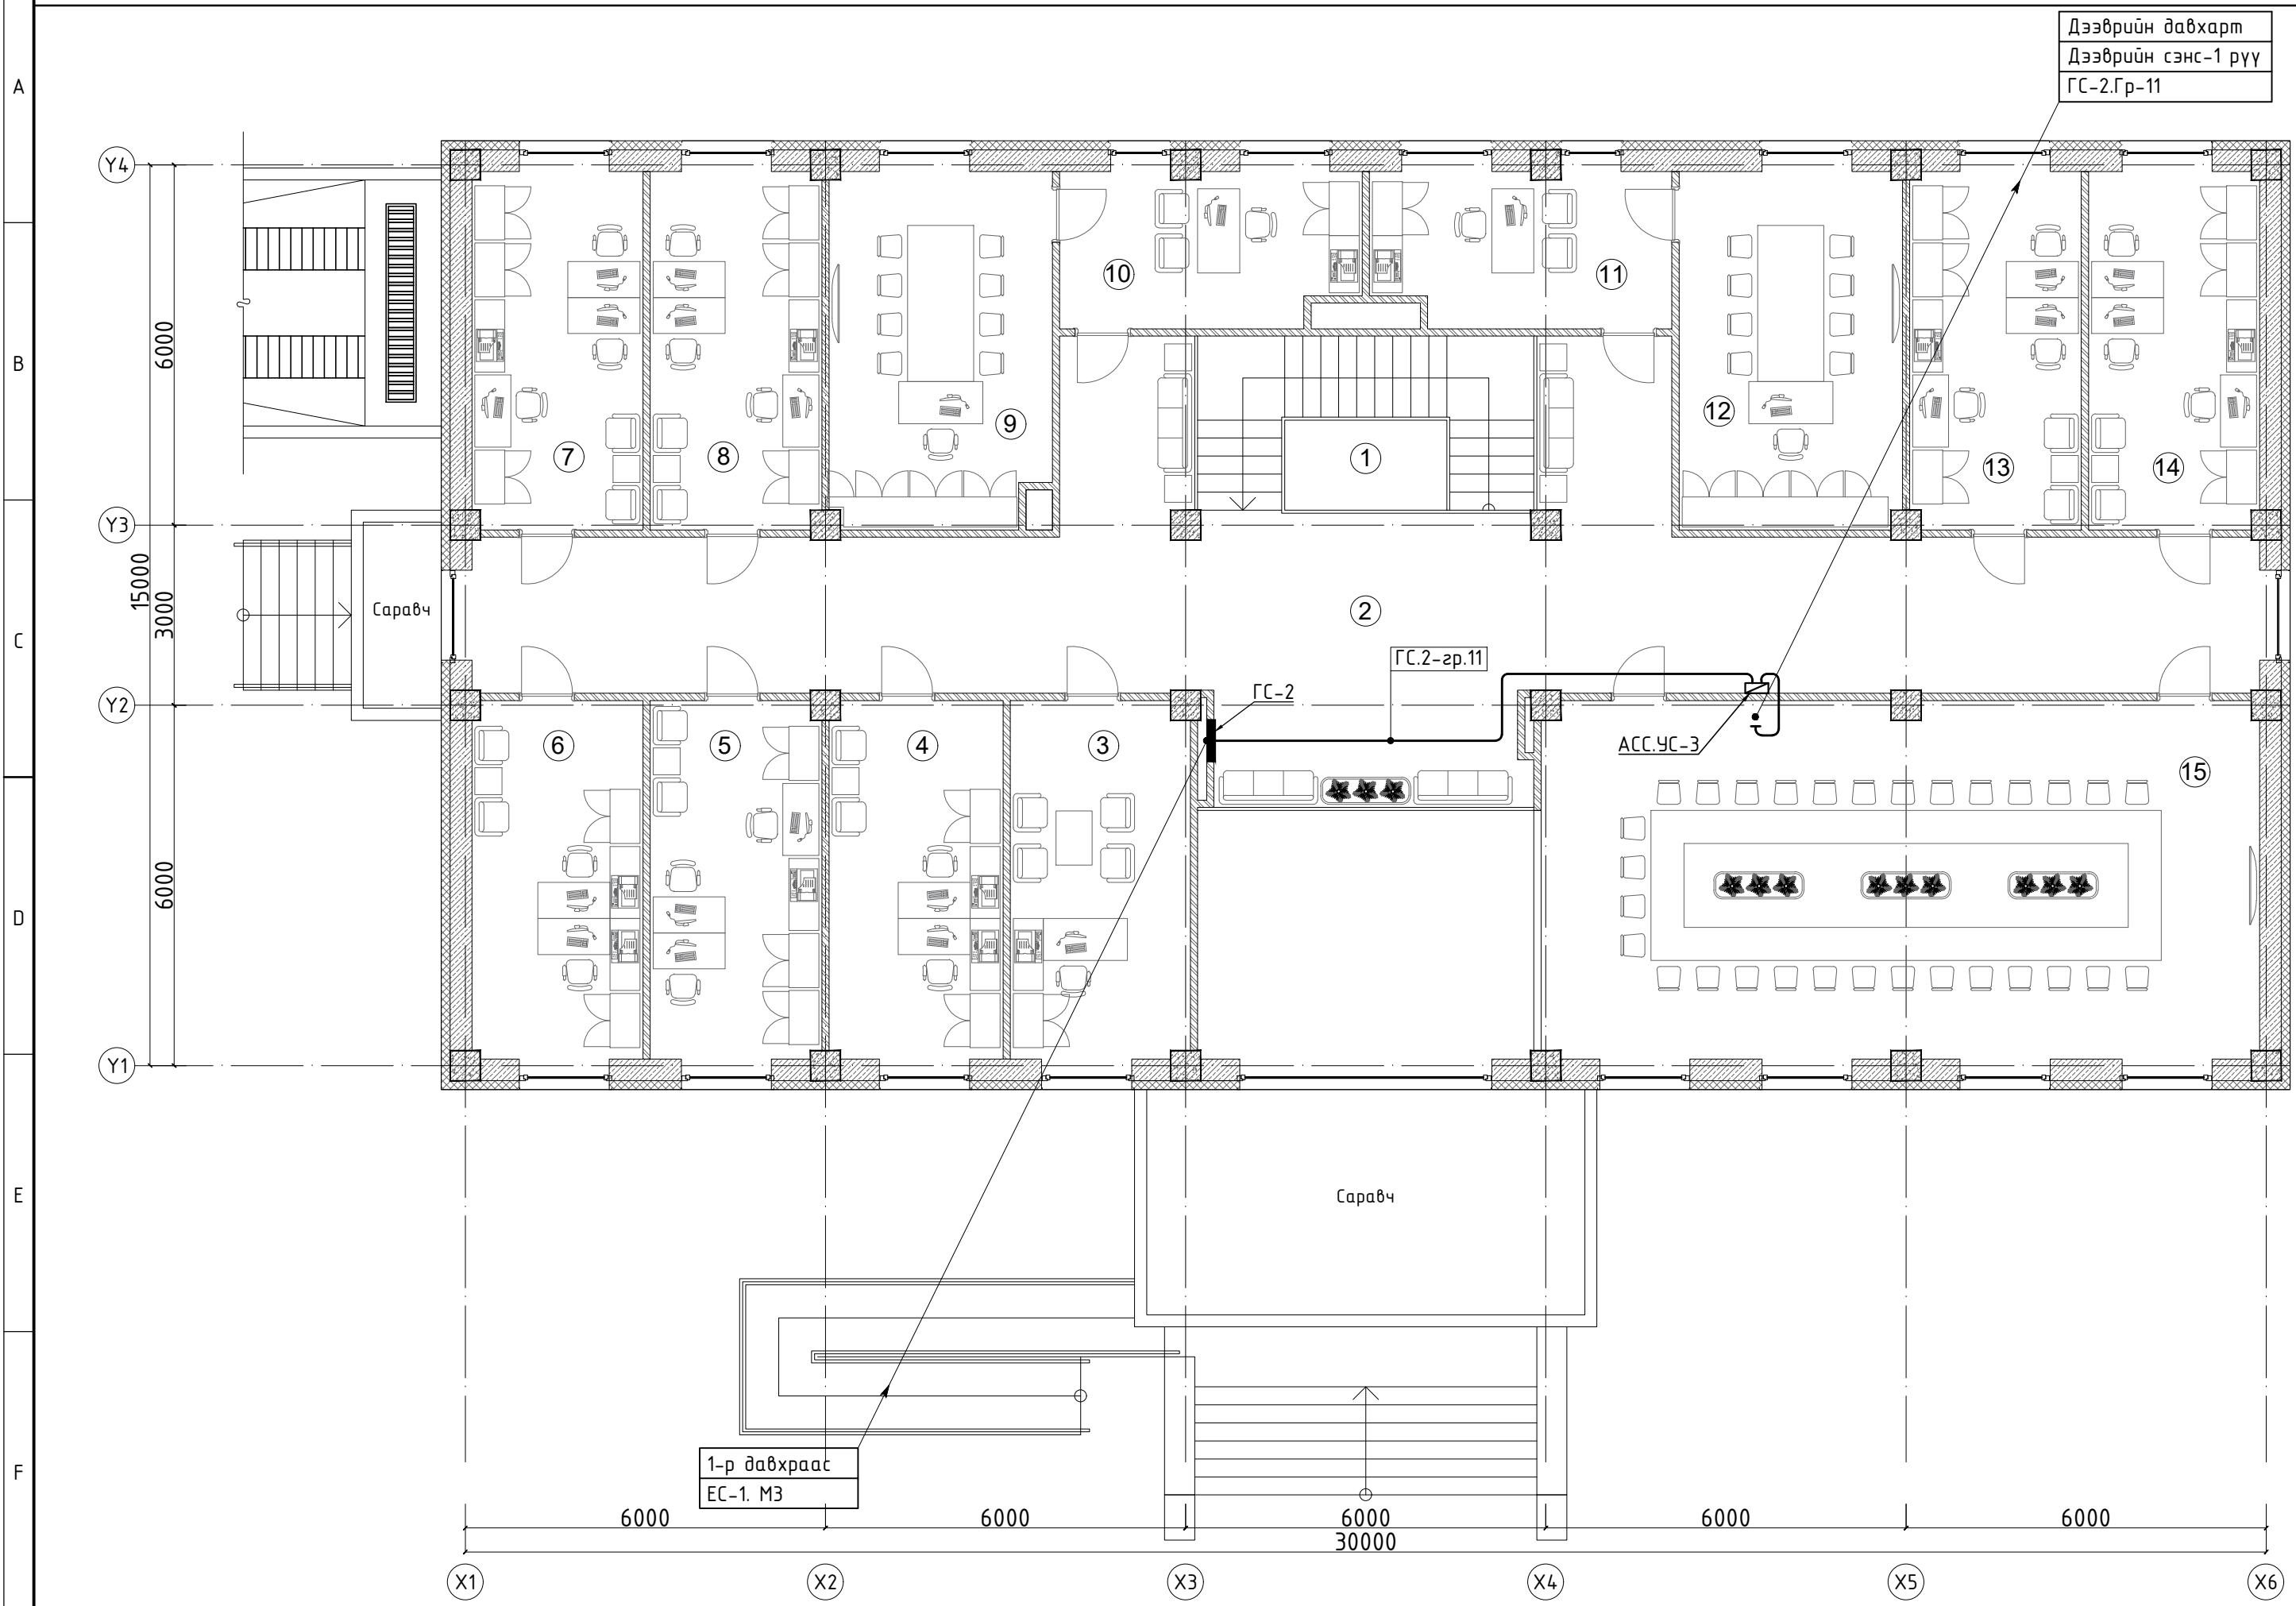 Дээврийн давхарт
Дээврийн сэнс-1 рүү
ГС-2.Гр-11
A
B
C
D
E
F
Y4
Y3
Y2
Y1
6000
3000
6000
15000
10
11
9
12
7
8
1
13
14
Саравч
2
ГС.2-гр.11
ГС-2
АСС.УС-3
6
5
4
3
15
Саравч
1-р давхраас
ЕС-1. МЗ
6000
6000
6000
6000
6000
30000
X1
X2
X3
X4
X5
X6